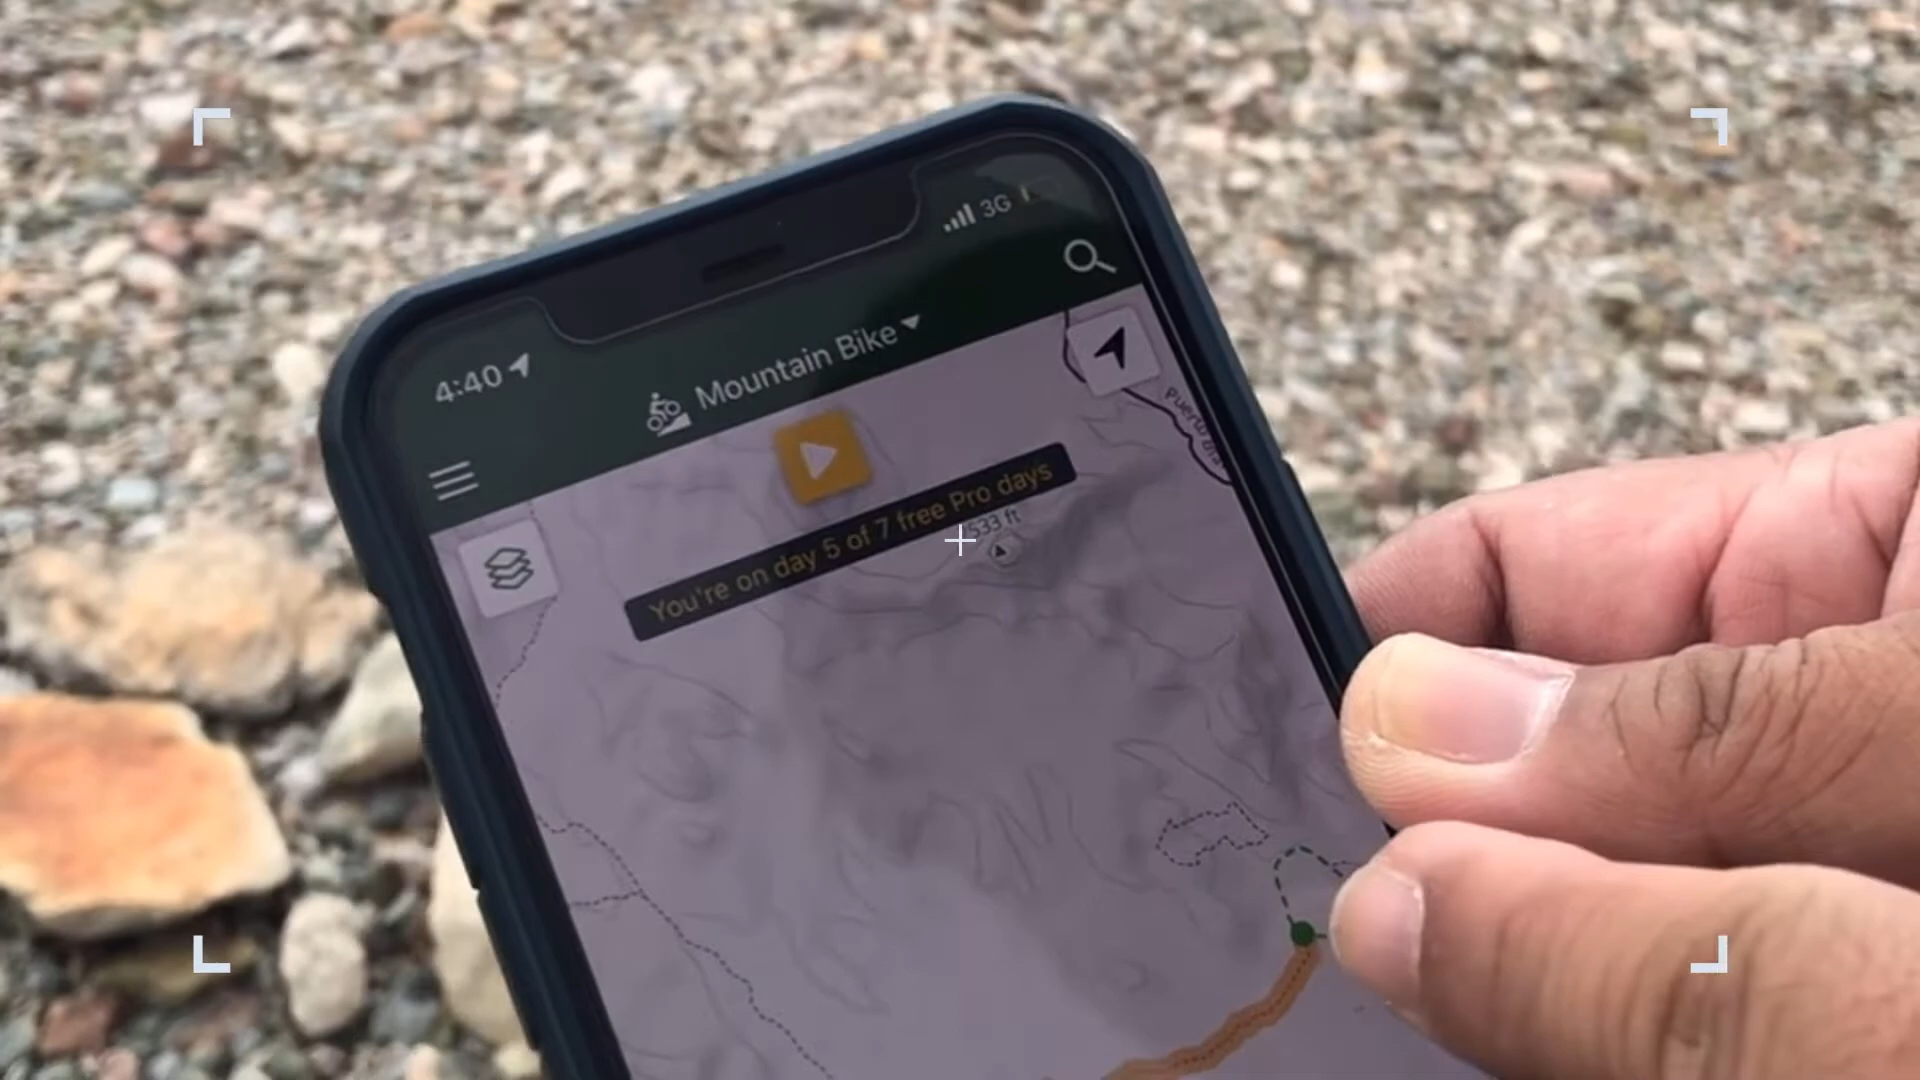 3G
4:40
Mountain Bike
You're on day 5 of 7 free Pro days
533 ft